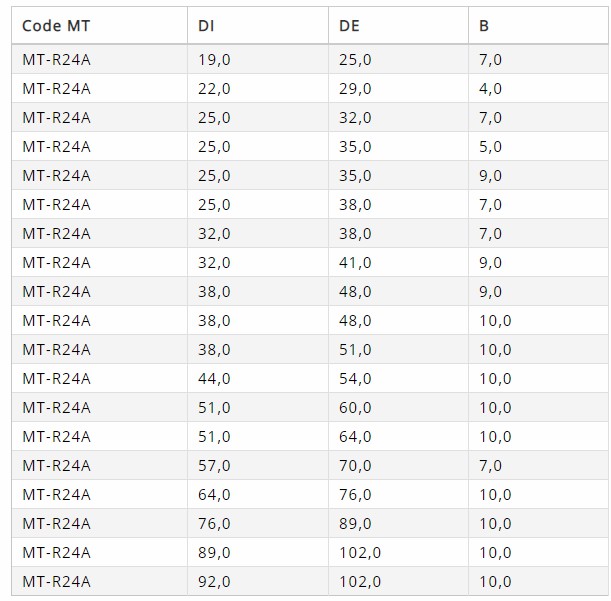 Code MT DI DE B
MT-R24A 19,0 25,0 7,0
MT-R24A 22,0 29,0 4,0
MT-R24A 25,0 32,0 7,0
MT-R24A 25,0 35,0 5,0
MT-R24A 25,0 35,0 9,0
MT-R24A 25,0 38,0 7,0
MT-R24A 32,0 38,0 7,0
MT-R24A 32,0 41,0 9,0
MT-R24A 38,0 48,0 9,0
MT-R24A 38,0 48,0 10,0
MT-R24A 38,0 51,0 10,0
MT-R24A 44,0 54,0 10,0
MT-R24A 51,0 60,0 10,0
MT-R24A 51,0 64,0 10,0
MT-R24A 57,0 70,0 7,0
MT-R24A 64,0 76,0 10,0
MT-R24A 76,0 89,0 10,0
MT-R24A 89,0 102,0 10,0
MT-R24A 92,0 102,0 10,0